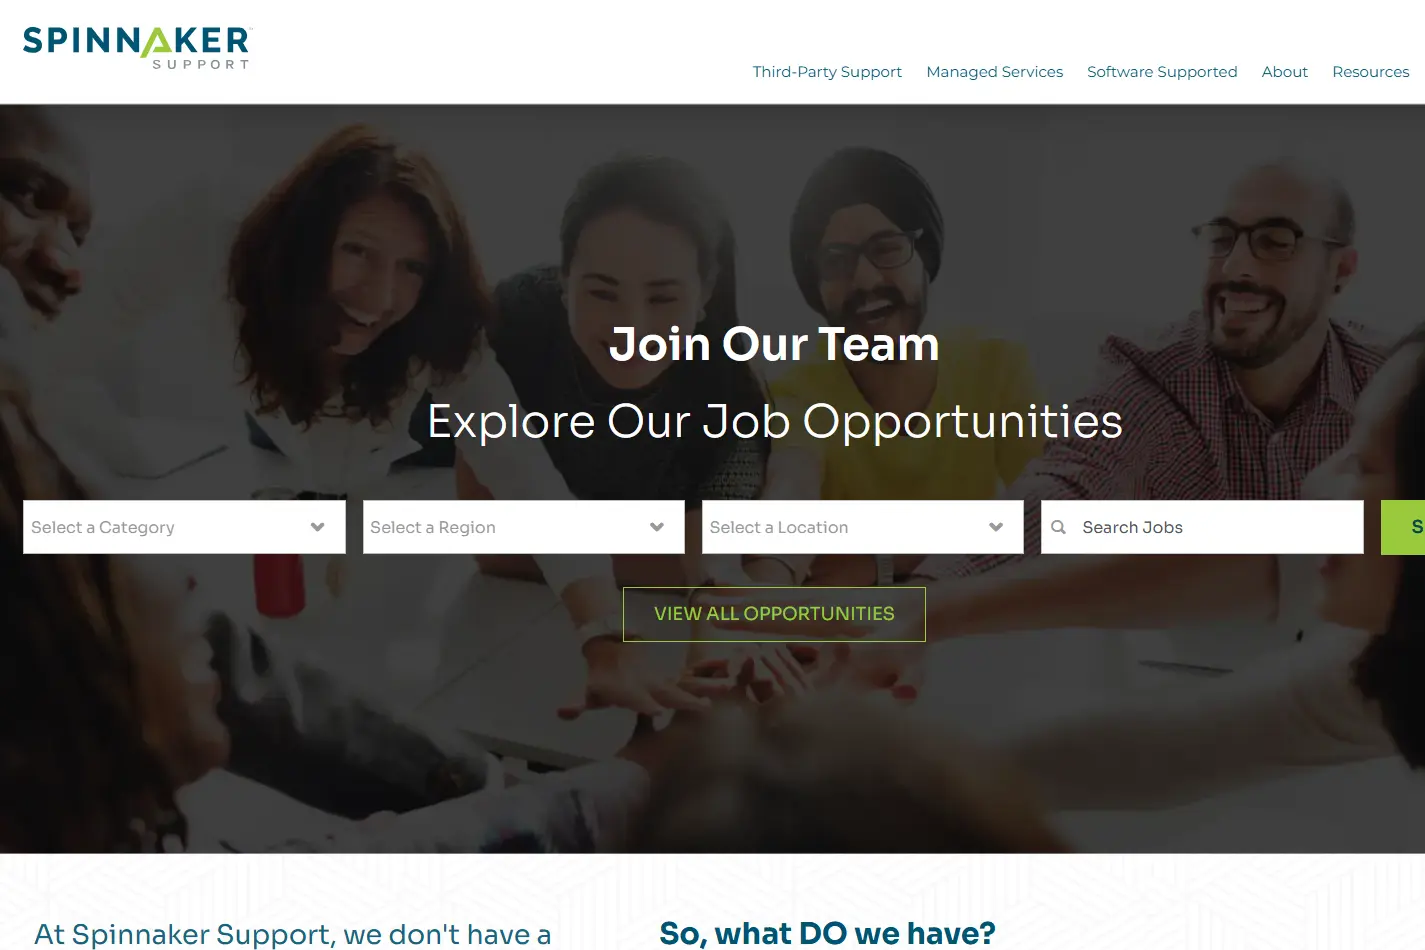 SPINNAKER
SUPPORT
Third-Party Support
Managed Services
Software Supported
About
Resources
Join Our Team
Explore Our Job Opportunities
Select a Category
Select a Region
Select a Location
Search Jobs
S
VIEW ALL OPPORTUNITIES
At Spinnaker Support, we don't have a
So, what DO we have?